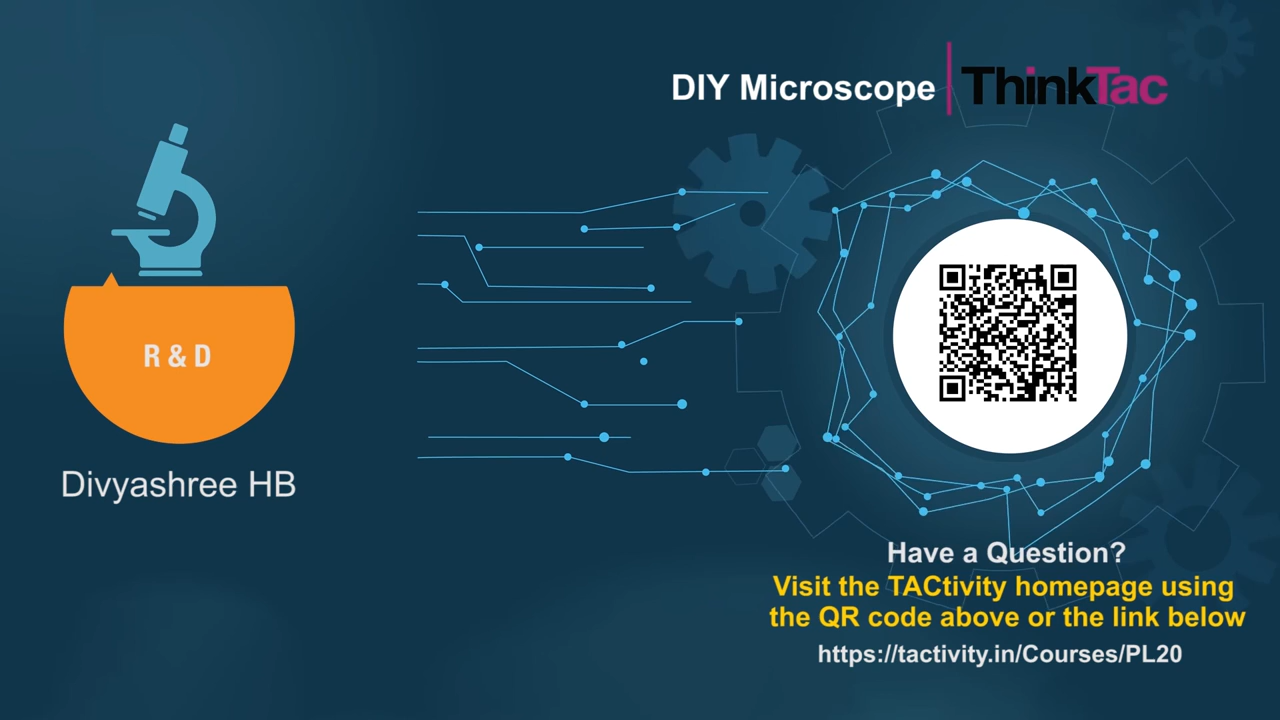 DIY Microscope
ThinkTac
R & D
Divyashree HB
Have a Question?
Visit the TACtivity homepage using
the QR code above or the link below
https://tactivity.in/Courses/PL20